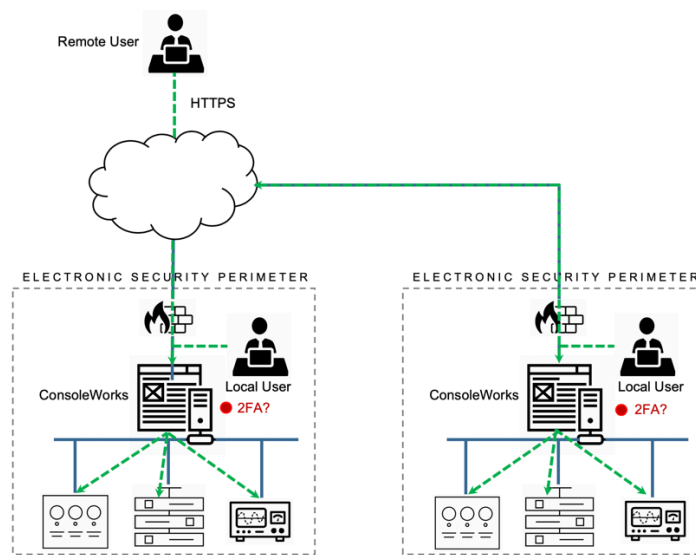 Remote User
HTTPS
ELECTRONIC SECURITY PERIMETER
ELECTRONIC SECURITY PERIMETER
ConsoleWorks
Local User
2FA?
ConsoleWorks
Local User
2FA?